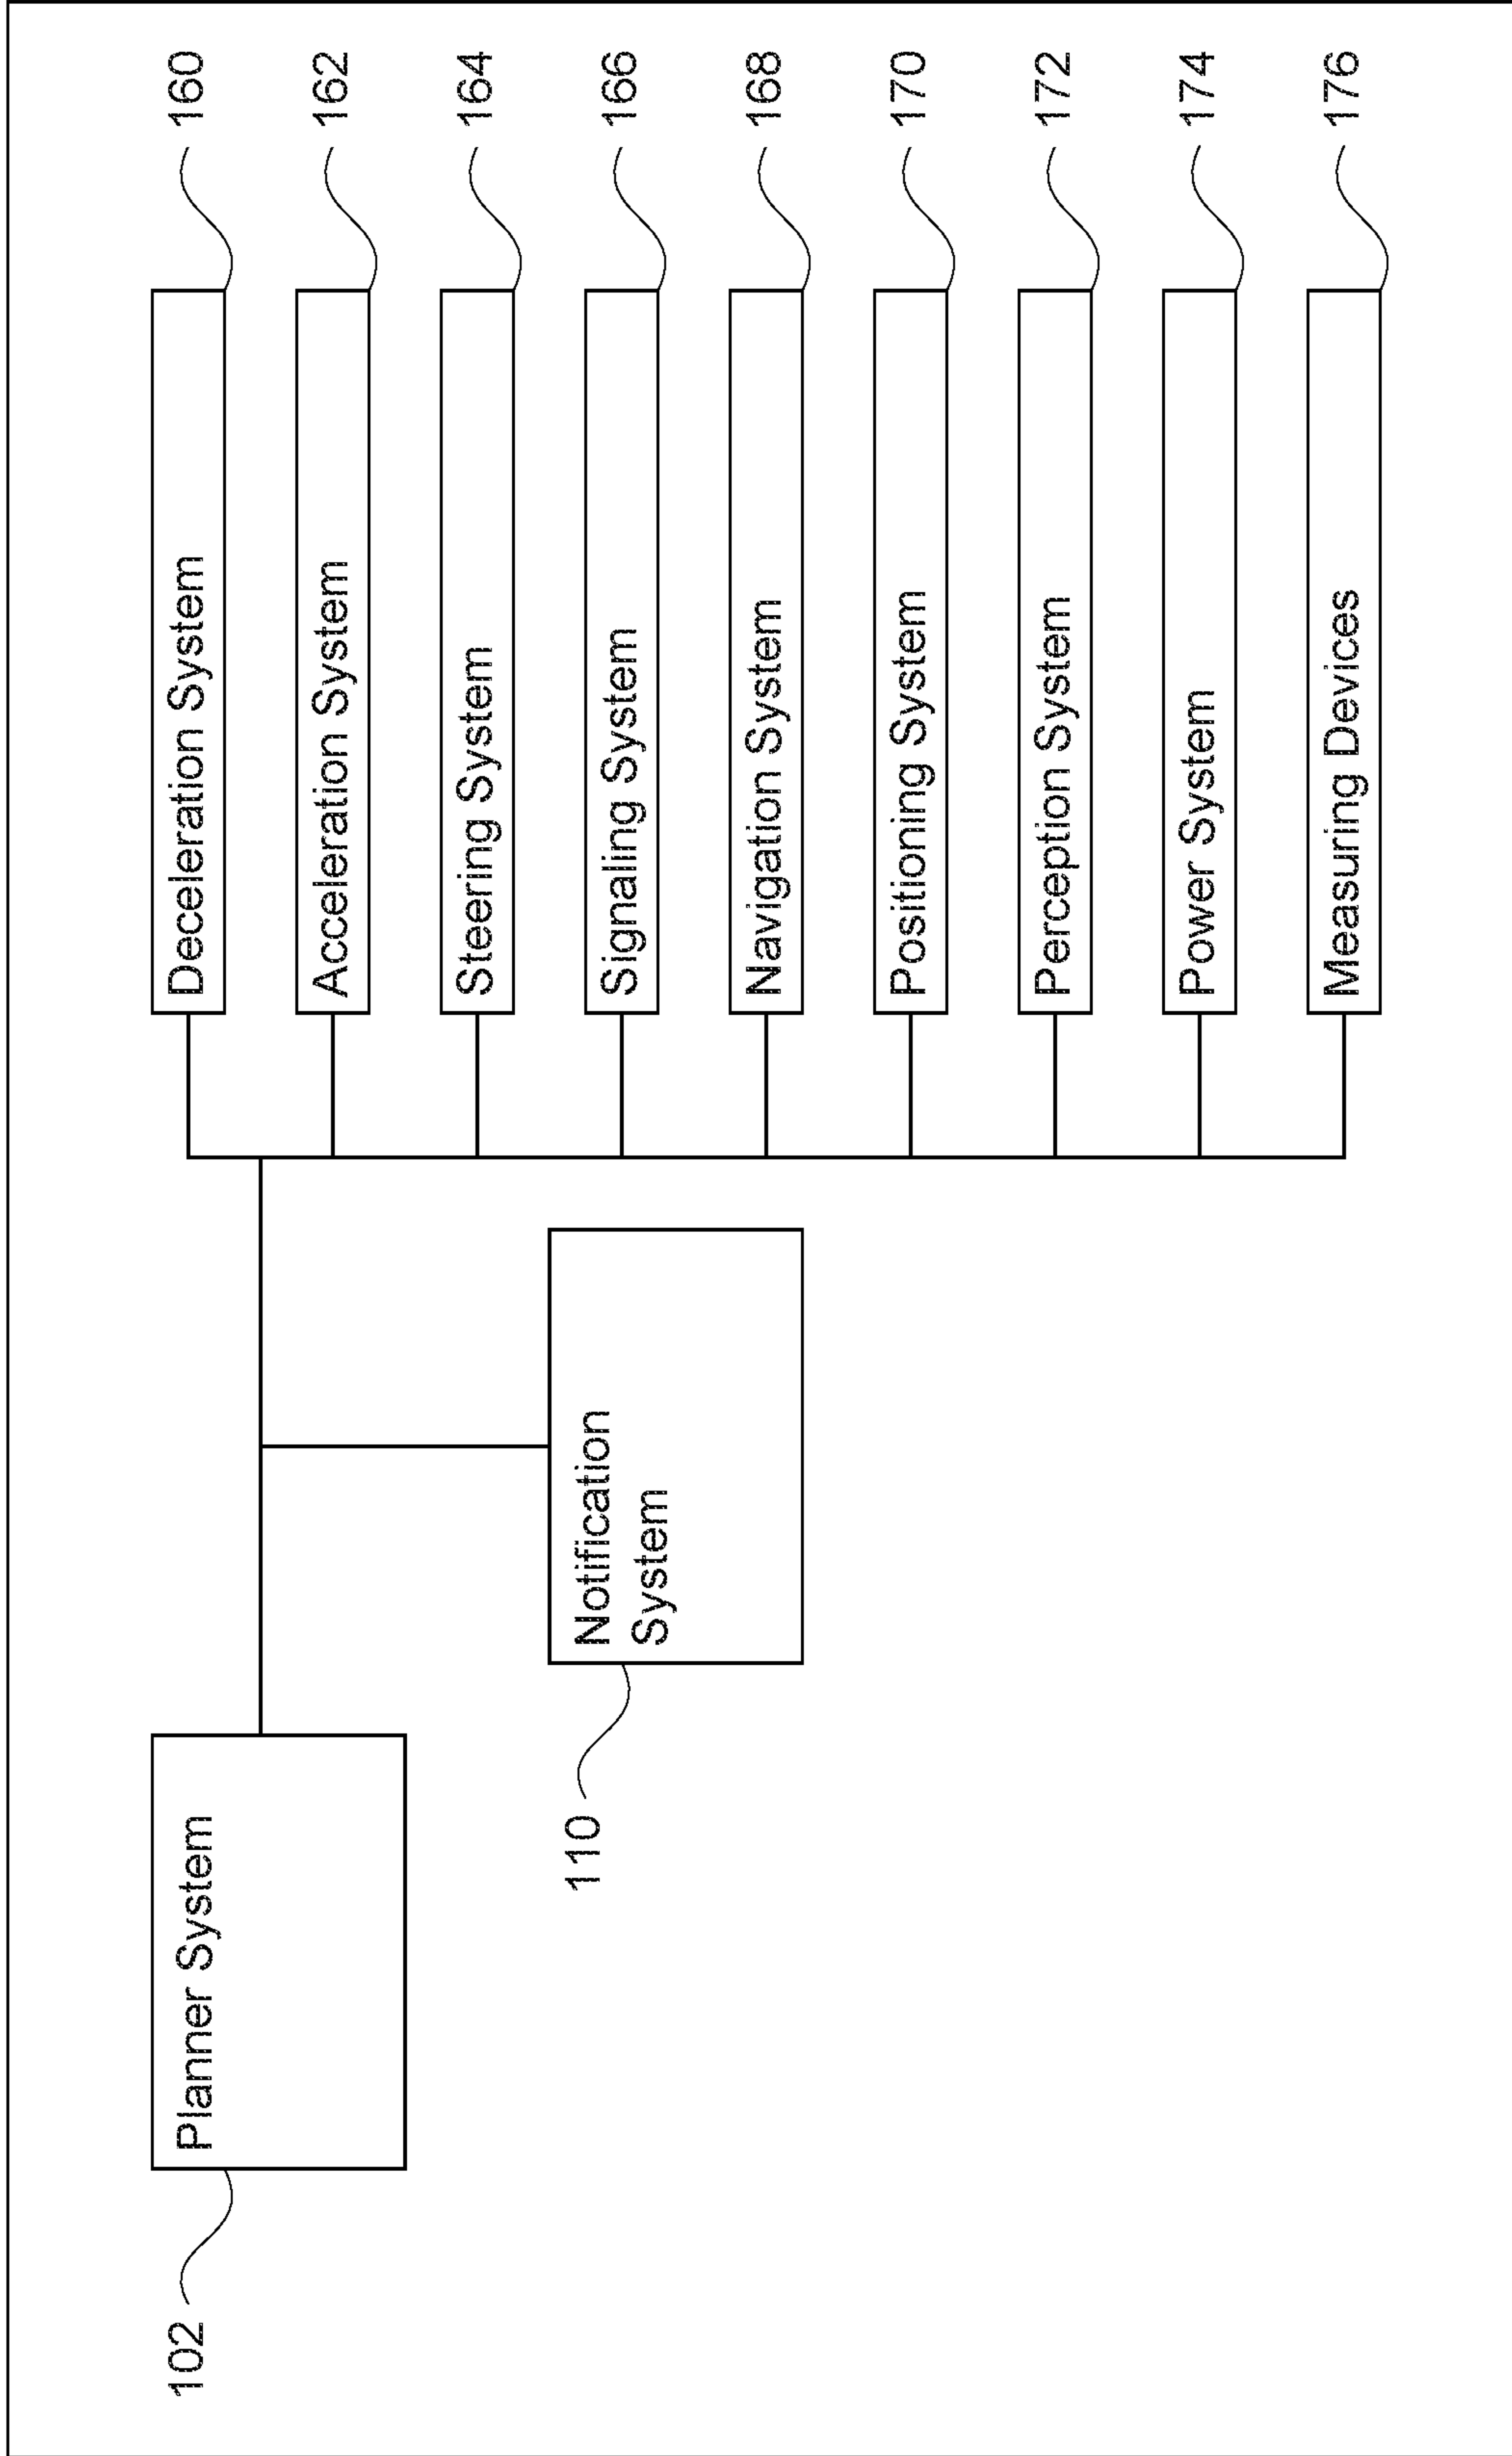 102
Planner System
110
Notification
System
Deceleration System
160
Acceleration System
162
Steering System
164
Signaling System
166
Navigation System
168
Positioning System
170
Perception System
172
Power System
174
Measuring Devices
176